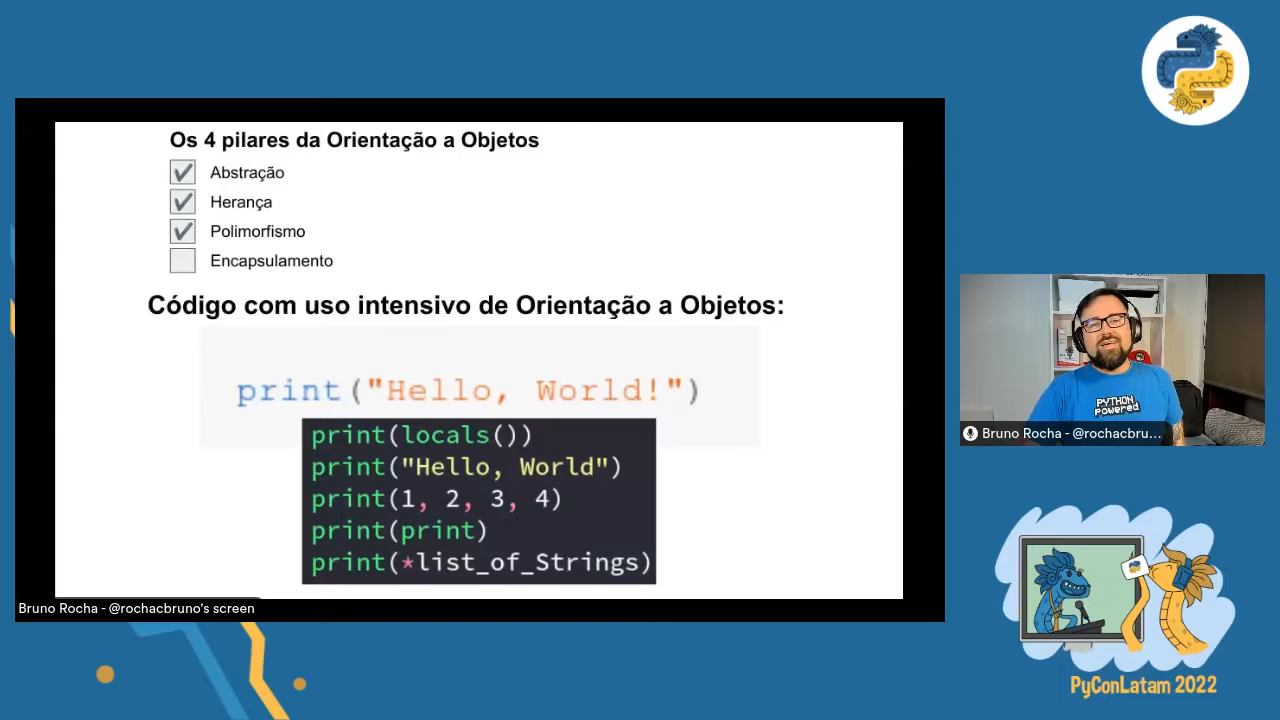 Os 4 pilares da Orientação a Objetos
Abstração
Herança
Polimorfismo
Encapsulamento
Código com uso intensivo de Orientação a Objetos:
print("Hello, World!")
print(locals())
print("Hello, World")
print(1, 2, 3, 4)
print(print)
print(*list_of_Strings)
Bruno Rocha - @rochacbruno's screen
PYTHON
Powered
Bruno Rocha - @rochacbru...
PyConLatam 2022